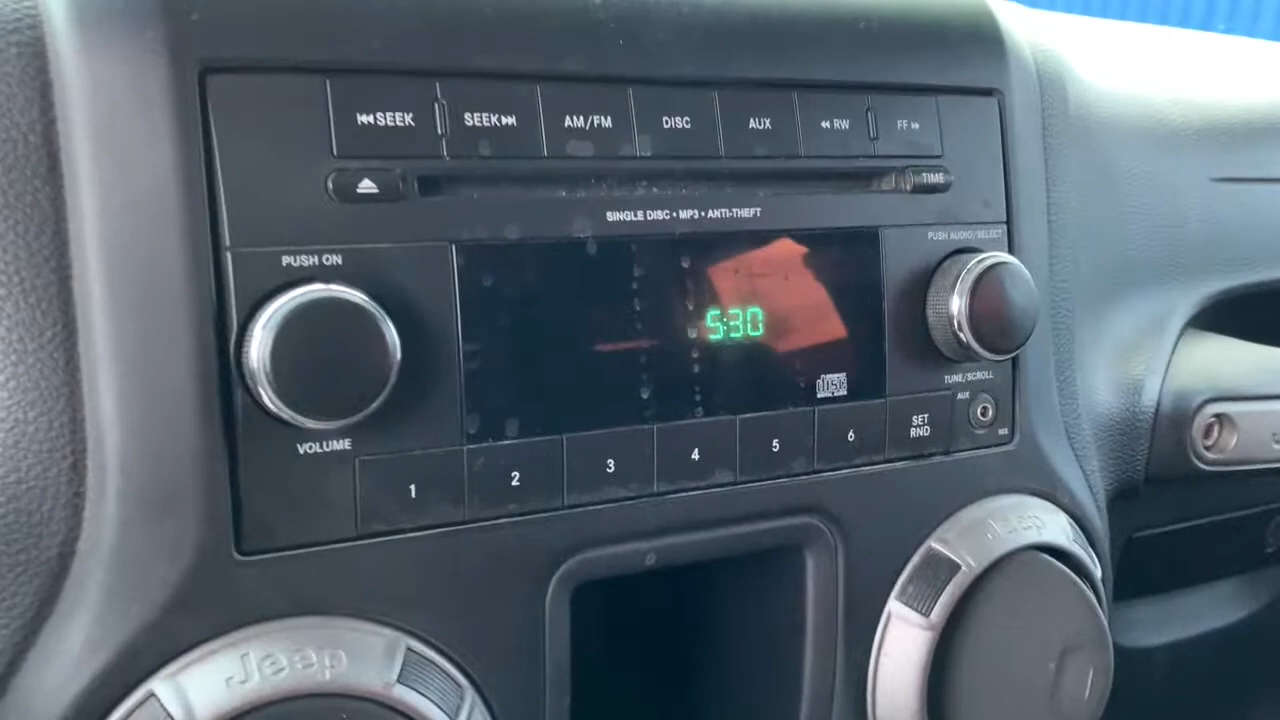 ⏮SEEK
SEEK⏭
AM/FM
DISC
AUX
◂◂ RW
FF ▸▸
TIME
SINGLE DISC • MP3 • ANTI-THEFT
PUSH ON
PUSH AUDIO/SELECT
5:30
disc
VOLUME
TUNE/SCROLL
AUX
1
2
3
4
5
6
SET
RND
Jeep
Jeep